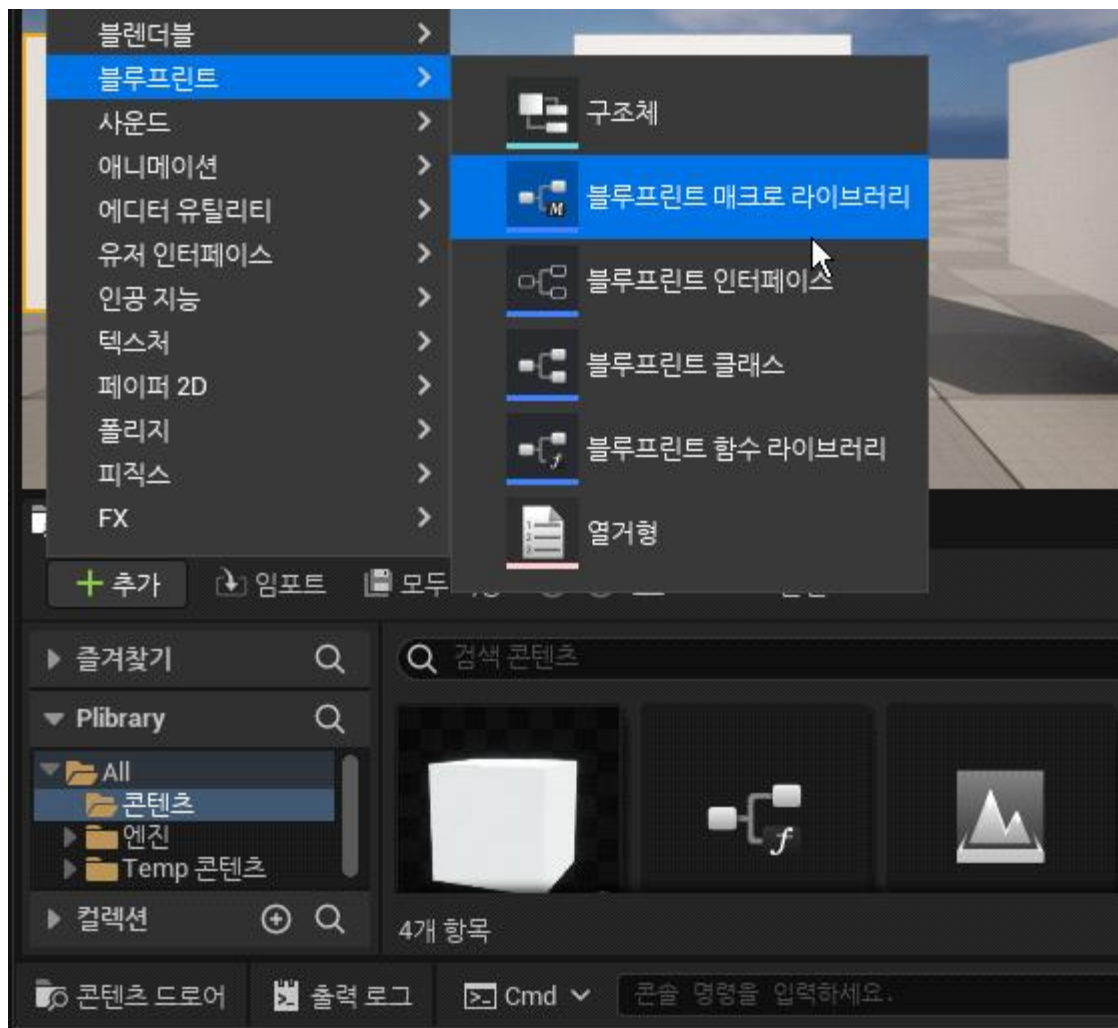 블렌더블
블루프린트
사운드
애니메이션
에디터 유틸리티
유저 인터페이스
인공 지능
텍스처
페이퍼 2D
폴리지
피직스
FX
구조체
블루프린트 매크로 라이브러리
블루프린트 인터페이스
블루프린트 클래스
블루프린트 함수 라이브러리
열거형
추가
임포트
모두
즐겨찾기
검색 콘텐츠
Plibrary
All
콘텐츠
엔진
Temp 콘텐츠
컬렉션
4개 항목
콘텐츠 드로어
출력 로그
Cmd
콘솔 명령을 입력하세요.